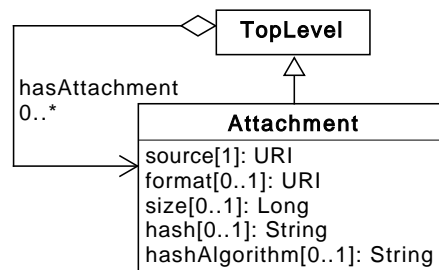 TopLevel
hasAttachment
0..*
Attachment
source[1]: URI
format[0..1]: URI
size[0..1]: Long
hash[0..1]: String
hashAlgorithm[0..1]: String